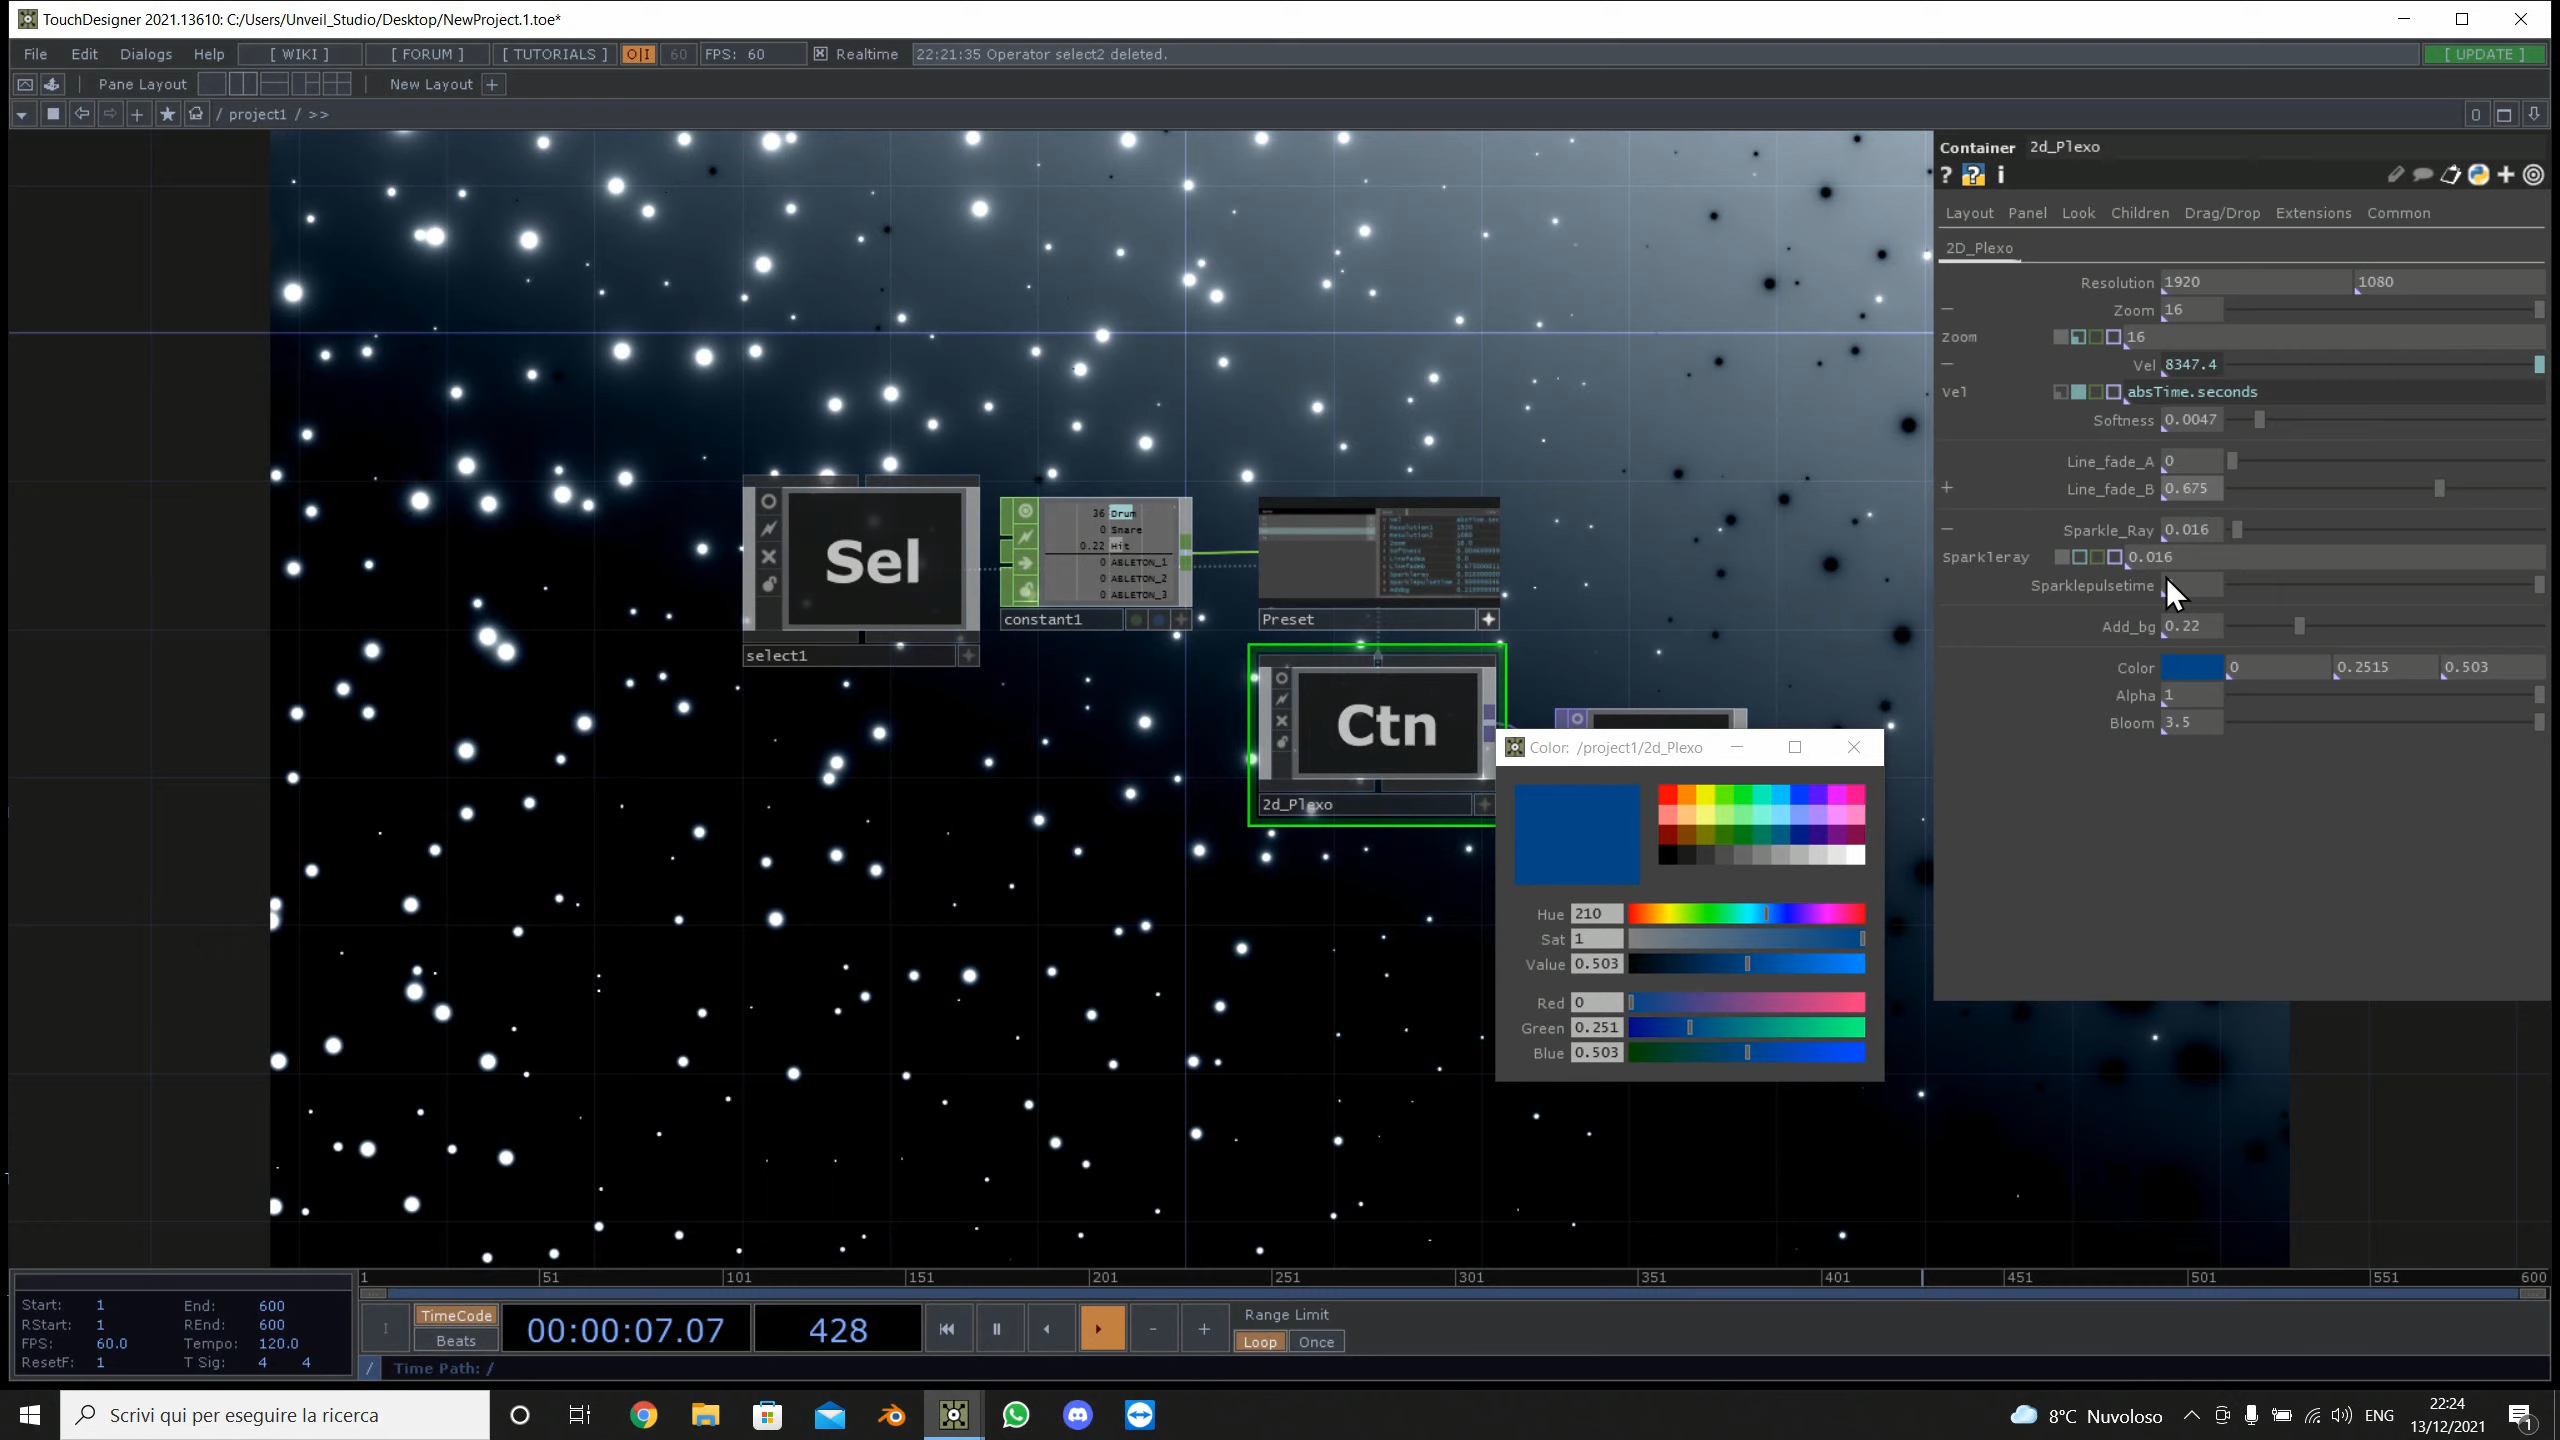 TouchDesigner 2021.13610: C:/Users/Unveil_Studio/Desktop/NewProject.1.toe*
File Edit Dialogs Help [ WIKI ] [ FORUM ] [ TUTORIALS ] O|I 60 FPS: 60 Realtime 22:21:35 Operator select2 deleted. [ UPDATE ]
Pane Layout New Layout +
/ project1 / >> 0
Container 2d_Plexo
? ? i
Layout Panel Look Children Drag/Drop Extensions Common
2D_Plexo
Resolution 1920 1080
Zoom 16
Zoom 16
Vel 8347.4
Vel absTime.seconds
Softness 0.0047
Line_fade_A 0
Line_fade_B 0.675
Sparkle_Ray 0.016
Sparkleray 0.016
Sparklepulsetime
Add_bg 0.22
Color 0 0.2515 0.503
Alpha 1
Bloom 3.5
Sel
select1
36 Drum
0 Snare
0.22 Hit
0 ABLETON_1
0 ABLETON_2
0 ABLETON_3
constant1
Preset
Ctn
2d_Plexo
Color: /project1/2d_Plexo
Hue 210
Sat 1
Value 0.503
Red 0
Green 0.251
Blue 0.503
1 51 101 151 201 251 301 351 401 451 501 551 600
Start: 1 End: 600
RStart: 1 REnd: 600
FPS: 60.0 Tempo: 120.0
ResetF: 1 T Sig: 4 4
TimeCode
Beats
00:00:07.07 428
Range Limit
Loop Once
/ Time Path: /
Scrivi qui per eseguire la ricerca
8°C Nuvoloso ENG
22:24
13/12/2021
1